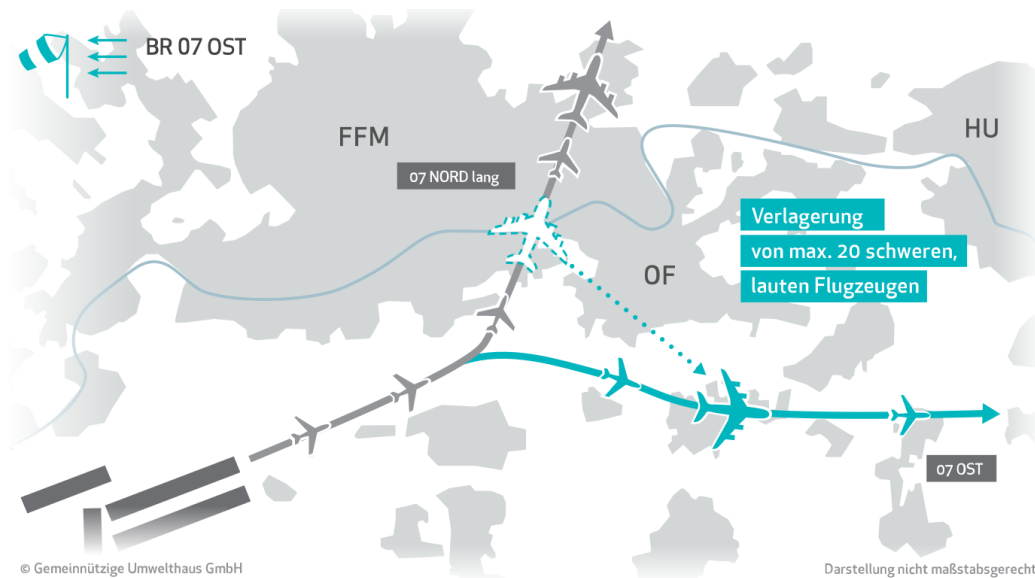 BR 07 OST
FFM
HU
07 NORD lang
Verlagerung
von max. 20 schweren,
lauten Flugzeugen
OF
07 OST
© Gemeinnützige Umwelthaus GmbH
Darstellung nicht maßstabsgerecht